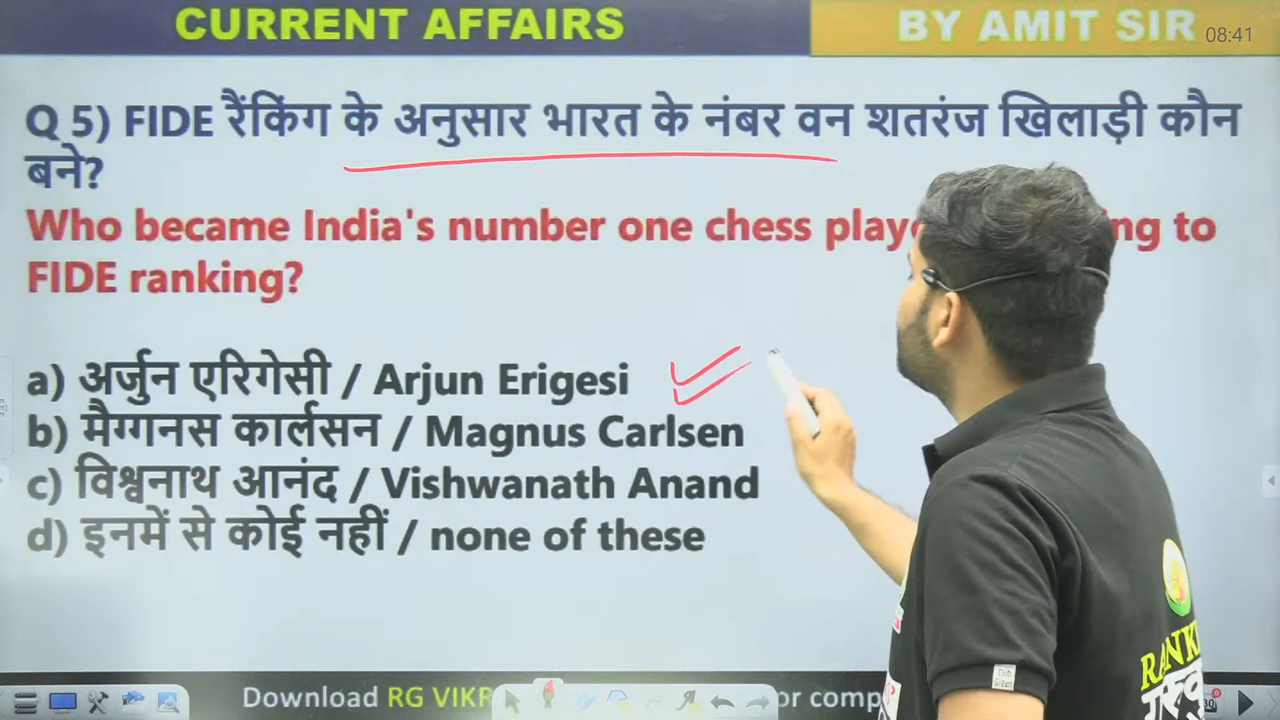 CURRENT AFFAIRS
BY AMIT SIR 08:41
Q 5) FIDE रैंकिंग के अनुसार भारत के नंबर वन शतरंज खिलाड़ी कौन
बने?
Who became India's number one chess to
FIDE ranking?
a) अर्जुन एरिगेसी / Arjun Erigesi
b) मैग्गनस कार्लसन / Magnus Carlsen
c) विश्वनाथ आनंद / Vishwanath Anand
d) इनमें से कोई नहीं / none of these
Download RG VIKR